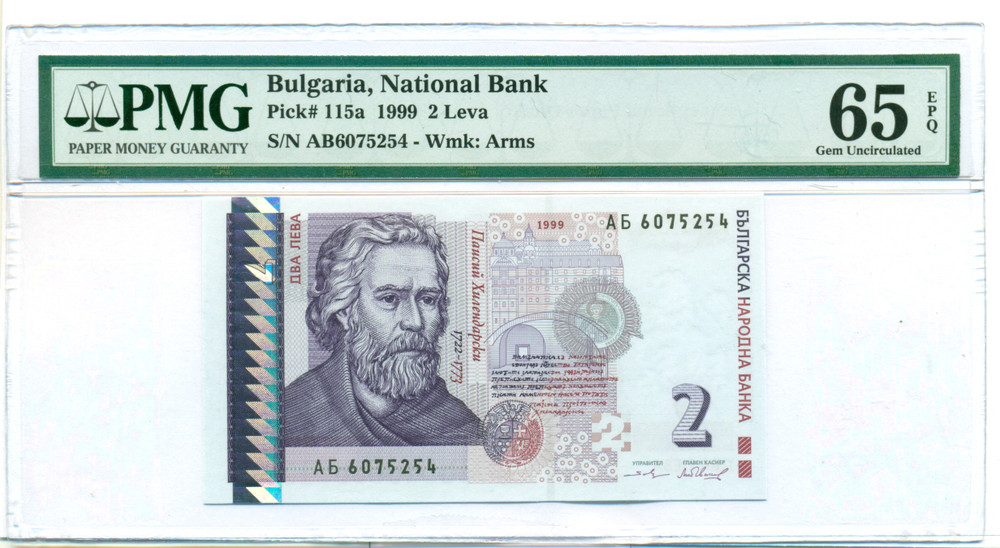 PMG
PAPER MONEY GUARANTY
Bulgaria, National Bank
Pick# 115a 1999 2 Leva
S/N AB6075254 - Wmk: Arms
65 EPQ
Gem Uncirculated
ДВА ЛЕВА
Паисий Хилендарски
1722-1773
1999
АБ 6075254
БЪЛГАРСКА НАРОДНА БАНКА
2
2
УПРАВИТЕЛ ГЛАВЕН КАСИЕР
АБ 6075254